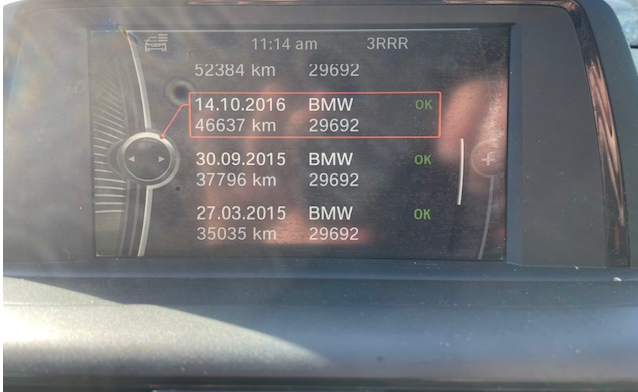 11:14 am 3RRR
52384 km 29692
14.10.2016 BMW OK
46637 km 29692
30.09.2015 BMW OK
37796 km 29692
27.03.2015 BMW OK
35035 km 29692